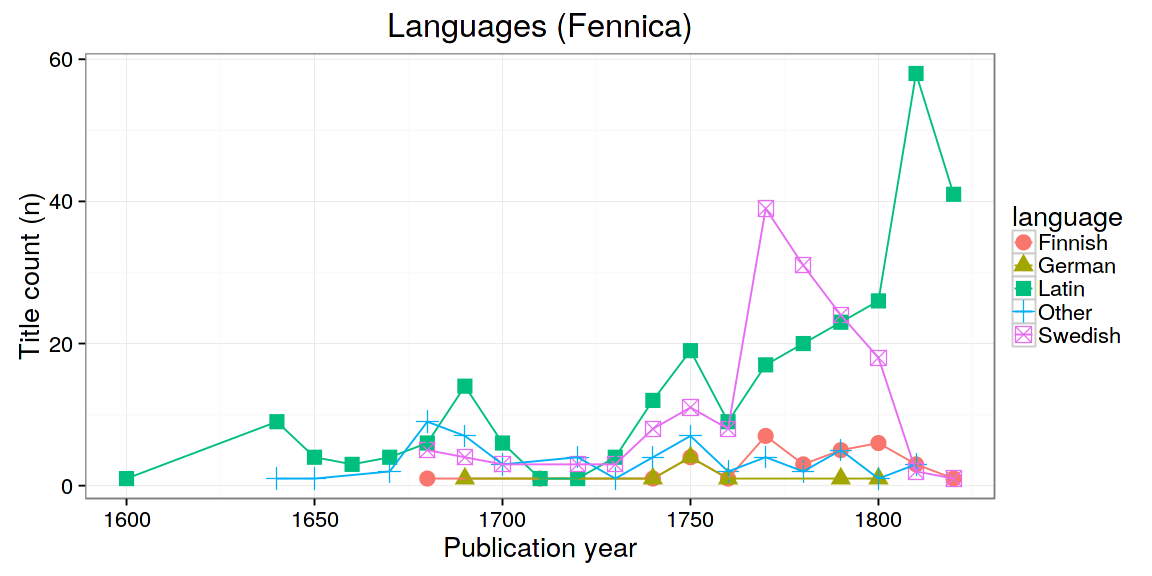 Languages (Fennica)
Title count (n)
60
40
20
0
1600
1650
1700
1750
1800
Publication year
language
Finnish
German
Latin
Other
Swedish